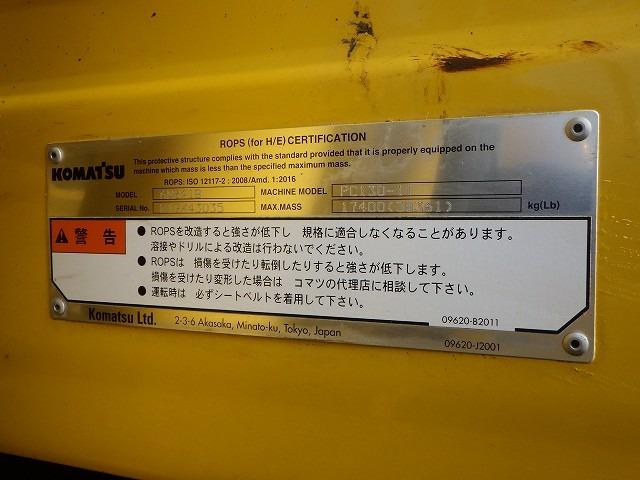 ROPS (for H/E) CERTIFICATION
KOMATSU
This protective structure complies with the standard provided that it is properly equipped on the
machine which mass is less than the specified maximum mass.
ROPS: ISO 12117-2 : 2008/Amd. 1:2016
MODEL MACHINE MODEL PC130-11
SERIAL No. MAX.MASS 17400(38361) kg(Lb)
警告
● ROPSを改造すると強さが低下し 規格に適合しなくなることがあります。
溶接やドリルによる改造は行わないでください。
● ROPSは 損傷を受けたり転倒したりすると強さが低下します。
損傷を受けたり変形した場合は コマツの代理店に相談して下さい。
● 運転時は 必ずシートベルトを着用して下さい。
09620-B2011
Komatsu Ltd. 2-3-6 Akasaka, Minato-ku, Tokyo, Japan
09620-J2001